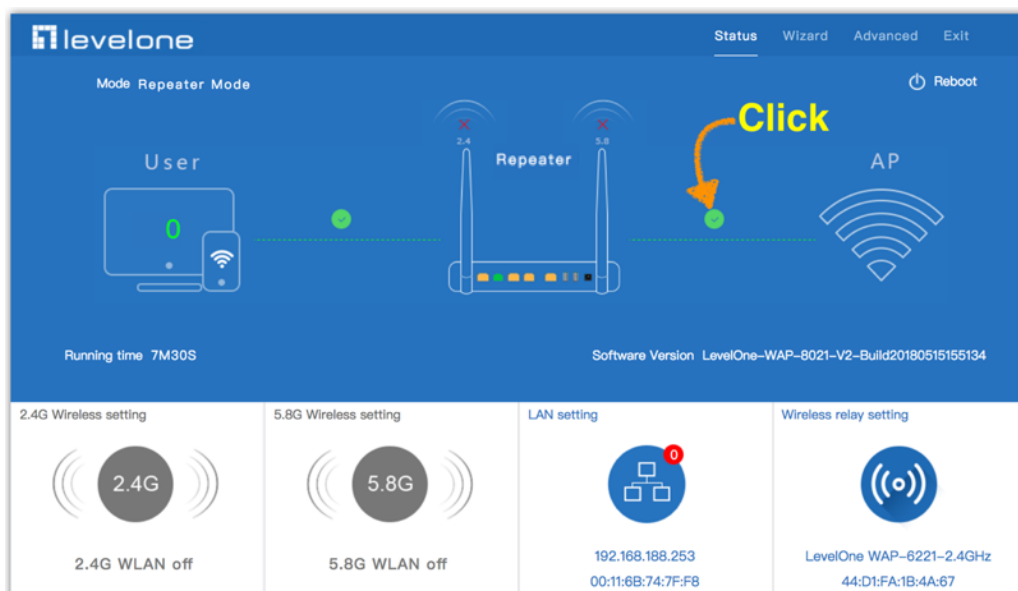 levelone
Status Wizard Advanced Exit
Mode Repeater Mode
Reboot
Click
2.4
5.8
User
Repeater
AP
0
Running time 7M30S
Software Version LevelOne-WAP-8021-V2-Build20180515155134
2.4G Wireless setting
2.4G
2.4G WLAN off
5.8G Wireless setting
5.8G
5.8G WLAN off
LAN setting
0
192.168.188.253
00:11:6B:74:7F:F8
Wireless relay setting
LevelOne WAP-6221-2.4GHz
44:D1:FA:1B:4A:67